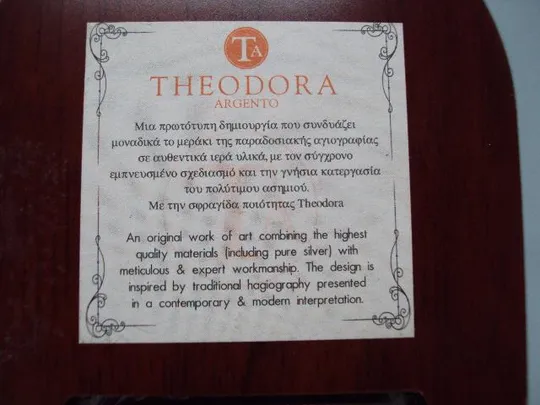 TA
THEODORA
ARGENTO
Μια πρωτότυπη δημιουργία που συνδυάζει
μοναδικά το μεράκι της παραδοσιακής αγιογραφίας
σε αυθεντικά ιερά υλικά, με τον σύγχρονο
εμπνευσμένο σχεδιασμό και την γνήσια κατεργασία
του πολύτιμου ασημιού.
Με την σφραγίδα ποιότητας Theodora
An original work of art combining the highest
quality materials (including pure silver) with
meticulous & expert workmanship. The design is
inspired by traditional hagiography presented
in a contemporary & modern interpretation.